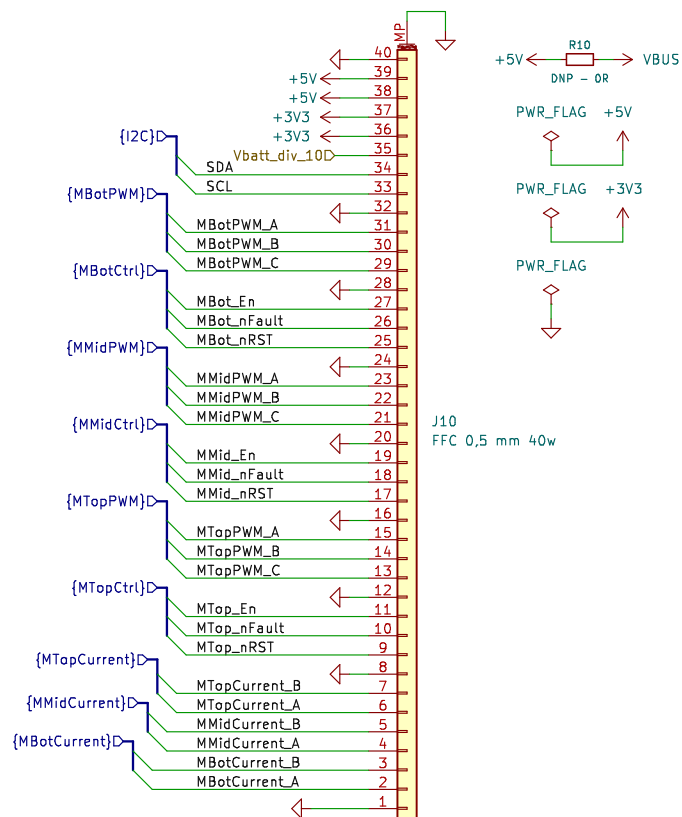 MP
40
R10
+5V VBUS
DNP - 0R
+5V 39
+5V 38
PWR_FLAG +5V
+3V3 37
{I2C} +3V3 36
Vbatt_div_10 35
SDA 34
SCL 33
PWR_FLAG +3V3
{MBotPWM}
32
MBotPWM_A 31
MBotPWM_B 30
MBotPWM_C 29
PWR_FLAG
{MBotCtrl}
28
MBot_En 27
MBot_nFault 26
MBot_nRST 25
{MMidPWM}
24
MMidPWM_A 23
MMidPWM_B 22
MMidPWM_C 21
J10
FFC 0,5 mm 40w
{MMidCtrl}
20
MMid_En 19
MMid_nFault 18
MMid_nRST 17
{MTopPWM}
16
MTopPWM_A 15
MTopPWM_B 14
MTopPWM_C 13
{MTopCtrl}
12
MTop_En 11
MTop_nFault 10
MTop_nRST 9
{MTopCurrent}
8
MTopCurrent_B 7
{MMidCurrent}
MTopCurrent_A 6
MMidCurrent_B 5
{MBotCurrent}
MMidCurrent_A 4
MBotCurrent_B 3
MBotCurrent_A 2
1